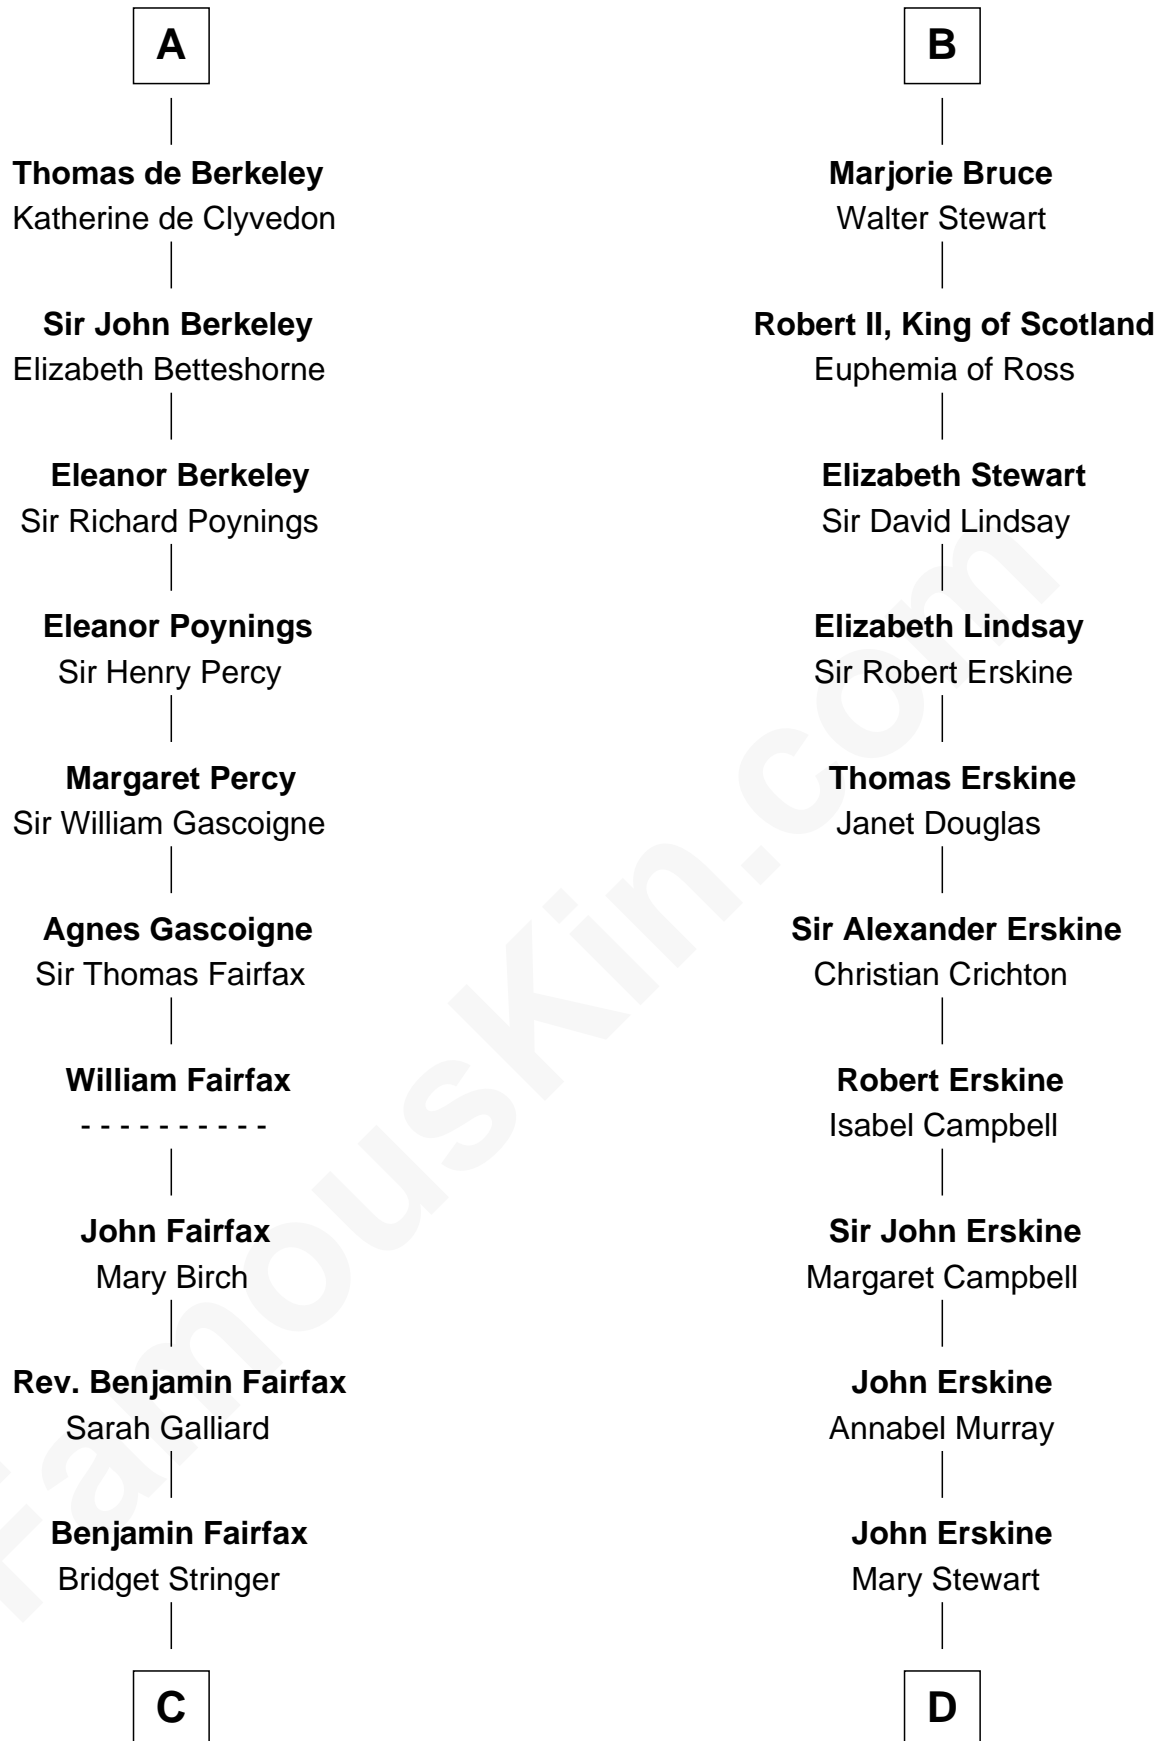 A
Thomas de Berkeley
Katherine de Clyvedon
Sir John Berkeley
Elizabeth Betteshorne
Eleanor Berkeley
Sir Richard Poynings
Eleanor Poynings
Sir Henry Percy
Margaret Percy
Sir William Gascoigne
Agnes Gascoigne
Sir Thomas Fairfax
William Fairfax
- - - - - - - - - -
John Fairfax
Mary Birch
Rev. Benjamin Fairfax
Sarah Galliard
Benjamin Fairfax
Bridget Stringer
C
B
Marjorie Bruce
Walter Stewart
Robert II, King of Scotland
Euphemia of Ross
Elizabeth Stewart
Sir David Lindsay
Elizabeth Lindsay
Sir Robert Erskine
Thomas Erskine
Janet Douglas
Sir Alexander Erskine
Christian Crichton
Robert Erskine
Isabel Campbell
Sir John Erskine
Margaret Campbell
John Erskine
Annabel Murray
John Erskine
Mary Stewart
D
FamousKin.com